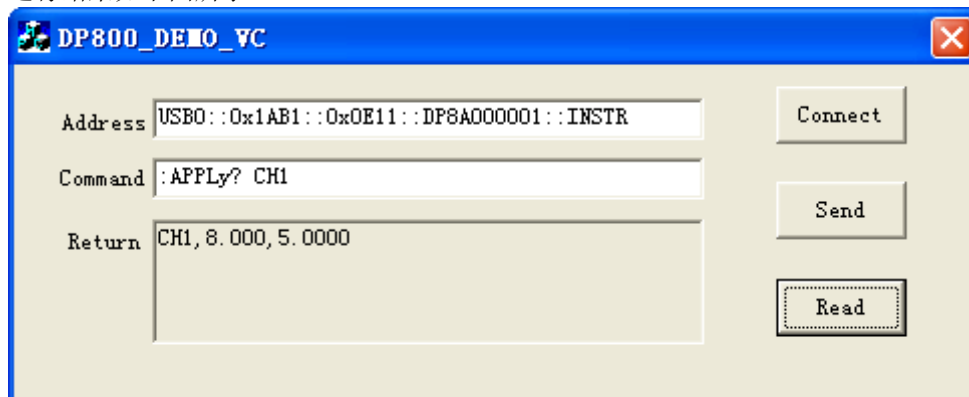 DP800_DEMO_VC
Address USB0::0x1AB1::0x0E11::DP8A000001::INSTR Connect
Command :APPLy? CH1
Send
Return CH1,8.000,5.0000
Read